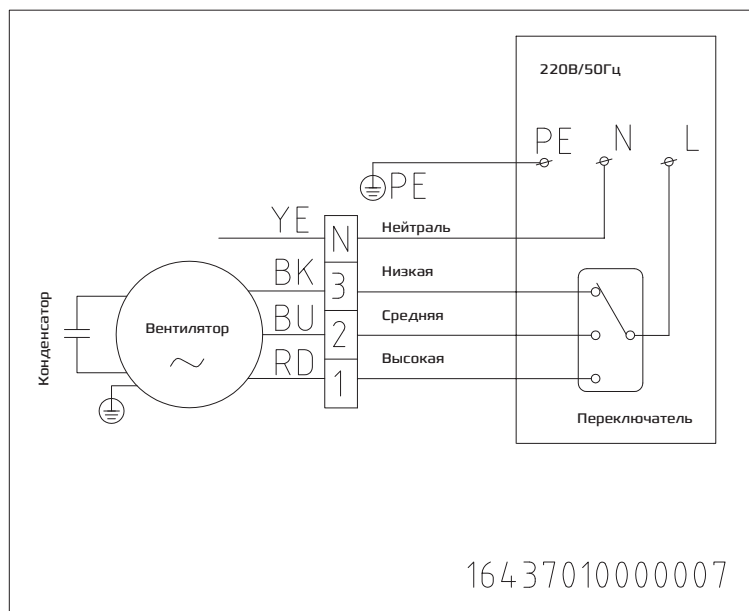 220В/50Гц
PE N L
PE
YE N Нейтраль
BK 3 Низкая
BU 2 Средняя
RD 1 Высокая
Конденсатор
Вентилятор
Переключатель
16437010000007